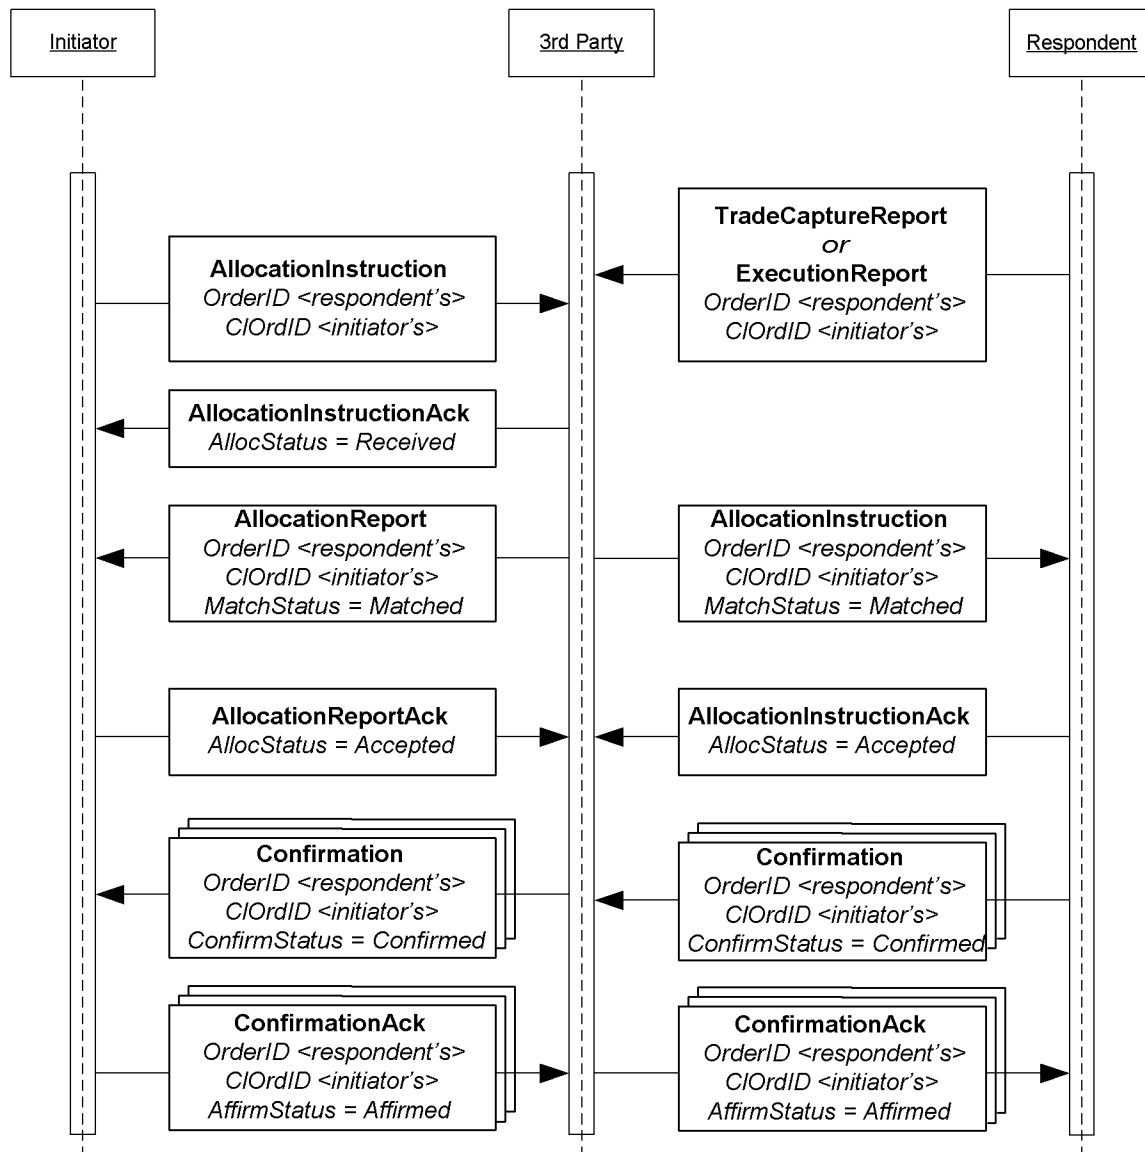 Initiator
3rd Party
Respondent
TradeCaptureReport
or
ExecutionReport
OrderID <respondent's>
ClOrdID <initiator's>
AllocationInstruction
OrderID <respondent's>
ClOrdID <initiator's>
AllocationInstructionAck
AllocStatus = Received
AllocationReport
OrderID <respondent's>
ClOrdID <initiator's>
MatchStatus = Matched
AllocationInstruction
OrderID <respondent's>
ClOrdID <initiator's>
MatchStatus = Matched
AllocationReportAck
AllocStatus = Accepted
AllocationInstructionAck
AllocStatus = Accepted
Confirmation
OrderID <respondent's>
ClOrdID <initiator's>
ConfirmStatus = Confirmed
Confirmation
OrderID <respondent's>
ClOrdID <initiator's>
ConfirmStatus = Confirmed
ConfirmationAck
OrderID <respondent's>
ClOrdID <initiator's>
AffirmStatus = Affirmed
ConfirmationAck
OrderID <respondent's>
ClOrdID <initiator's>
AffirmStatus = Affirmed